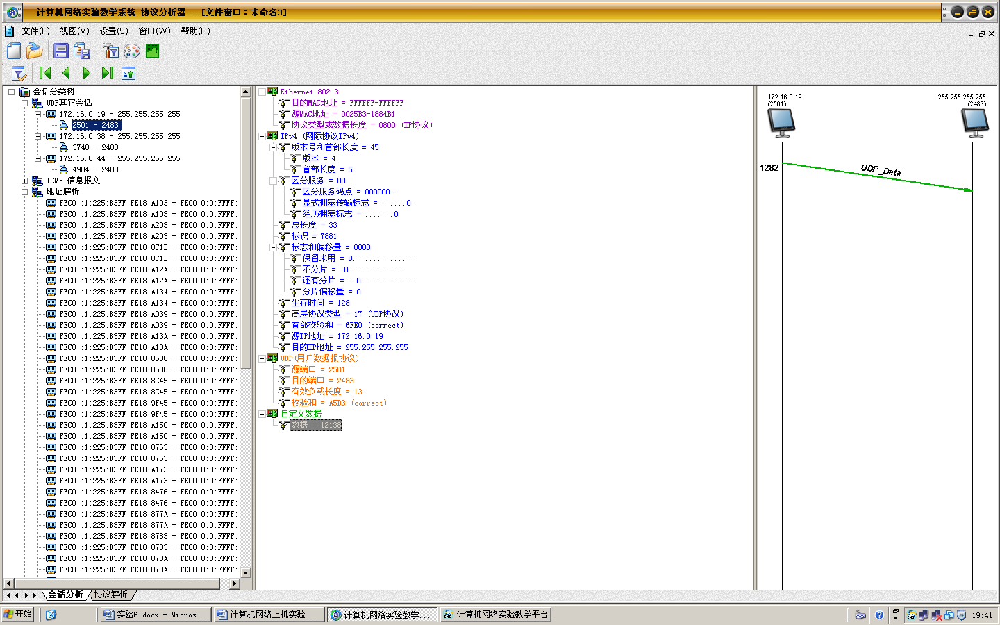 计算机网络实验教学系统-协议分析器 - [文件窗口：未命名3]
文件(F) 视图(V) 设置(S) 窗口(W) 帮助(H)
会话分类树
UDP其它会话
172.16.0.19 - 255.255.255.255
2501 - 2483
172.16.0.38 - 255.255.255.255
3748 - 2483
172.16.0.44 - 255.255.255.255
4904 - 2483
ICMP 信息报文
地址解析
FEC0::1:225:B3FF:FE18:A103 - FEC0:0:0:FFFF:
FEC0::1:225:B3FF:FE18:A103 - FEC0:0:0:FFFF:
FEC0::1:225:B3FF:FE18:A203 - FEC0:0:0:FFFF:
FEC0::1:225:B3FF:FE18:A203 - FEC0:0:0:FFFF:
FEC0::1:225:B3FF:FE18:8C1D - FEC0:0:0:FFFF:
FEC0::1:225:B3FF:FE18:8C1D - FEC0:0:0:FFFF:
FEC0::1:225:B3FF:FE18:A12A - FEC0:0:0:FFFF:
FEC0::1:225:B3FF:FE18:A12A - FEC0:0:0:FFFF:
FEC0::1:225:B3FF:FE18:A134 - FEC0:0:0:FFFF:
FEC0::1:225:B3FF:FE18:A134 - FEC0:0:0:FFFF:
FEC0::1:225:B3FF:FE18:A039 - FEC0:0:0:FFFF:
FEC0::1:225:B3FF:FE18:A039 - FEC0:0:0:FFFF:
FEC0::1:225:B3FF:FE18:A13A - FEC0:0:0:FFFF:
FEC0::1:225:B3FF:FE18:A13A - FEC0:0:0:FFFF:
FEC0::1:225:B3FF:FE18:853C - FEC0:0:0:FFFF:
FEC0::1:225:B3FF:FE18:853C - FEC0:0:0:FFFF:
FEC0::1:225:B3FF:FE18:8C45 - FEC0:0:0:FFFF:
FEC0::1:225:B3FF:FE18:8C45 - FEC0:0:0:FFFF:
FEC0::1:225:B3FF:FE18:9F45 - FEC0:0:0:FFFF:
FEC0::1:225:B3FF:FE18:9F45 - FEC0:0:0:FFFF:
FEC0::1:225:B3FF:FE18:A150 - FEC0:0:0:FFFF:
FEC0::1:225:B3FF:FE18:A150 - FEC0:0:0:FFFF:
FEC0::1:225:B3FF:FE18:8763 - FEC0:0:0:FFFF:
FEC0::1:225:B3FF:FE18:8763 - FEC0:0:0:FFFF:
FEC0::1:225:B3FF:FE18:A173 - FEC0:0:0:FFFF:
FEC0::1:225:B3FF:FE18:A173 - FEC0:0:0:FFFF:
FEC0::1:225:B3FF:FE18:8476 - FEC0:0:0:FFFF:
FEC0::1:225:B3FF:FE18:8476 - FEC0:0:0:FFFF:
FEC0::1:225:B3FF:FE18:877A - FEC0:0:0:FFFF:
FEC0::1:225:B3FF:FE18:877A - FEC0:0:0:FFFF:
FEC0::1:225:B3FF:FE18:8783 - FEC0:0:0:FFFF:
FEC0::1:225:B3FF:FE18:8783 - FEC0:0:0:FFFF:
FEC0::1:225:B3FF:FE18:878A - FEC0:0:0:FFFF:
FEC0::1:225:B3FF:FE18:878A - FEC0:0:0:FFFF:
会话分析 协议解析
Ethernet 802.3
目的MAC地址 = FFFFFF-FFFFFF
源MAC地址 = 0025B3-1884B1
协议类型或数据长度 = 0800 (IP协议)
IPv4 (网际协议IPv4)
版本号和首部长度 = 45
版本 = 4
首部长度 = 5
区分服务 = 00
区分服务码点 = 000000..
显式拥塞传输标志 = ......0.
经历拥塞标志 = .......0
总长度 = 33
标识 = 7881
标志和偏移量 = 0000
保留未用 = 0...............
不分片 = .0..............
还有分片 = ..0.............
分片偏移量 = 0
生存时间 = 128
高层协议类型 = 17 (UDP协议)
首部校验和 = 6FE0 (correct)
源IP地址 = 172.16.0.19
目的IP地址 = 255.255.255.255
UDP(用户数据报协议)
源端口 = 2501
目的端口 = 2483
有效负载长度 = 13
校验和 = A5D3 (correct)
自定义数据
数据 = 12138
172.16.0.19
(2501)
255.255.255.255
(2483)
1282
UDP_Data
开始
实验6.docx - Micros...
计算机网络上机实验...
计算机网络实验教学...
计算机网络实验教学平台
19:41